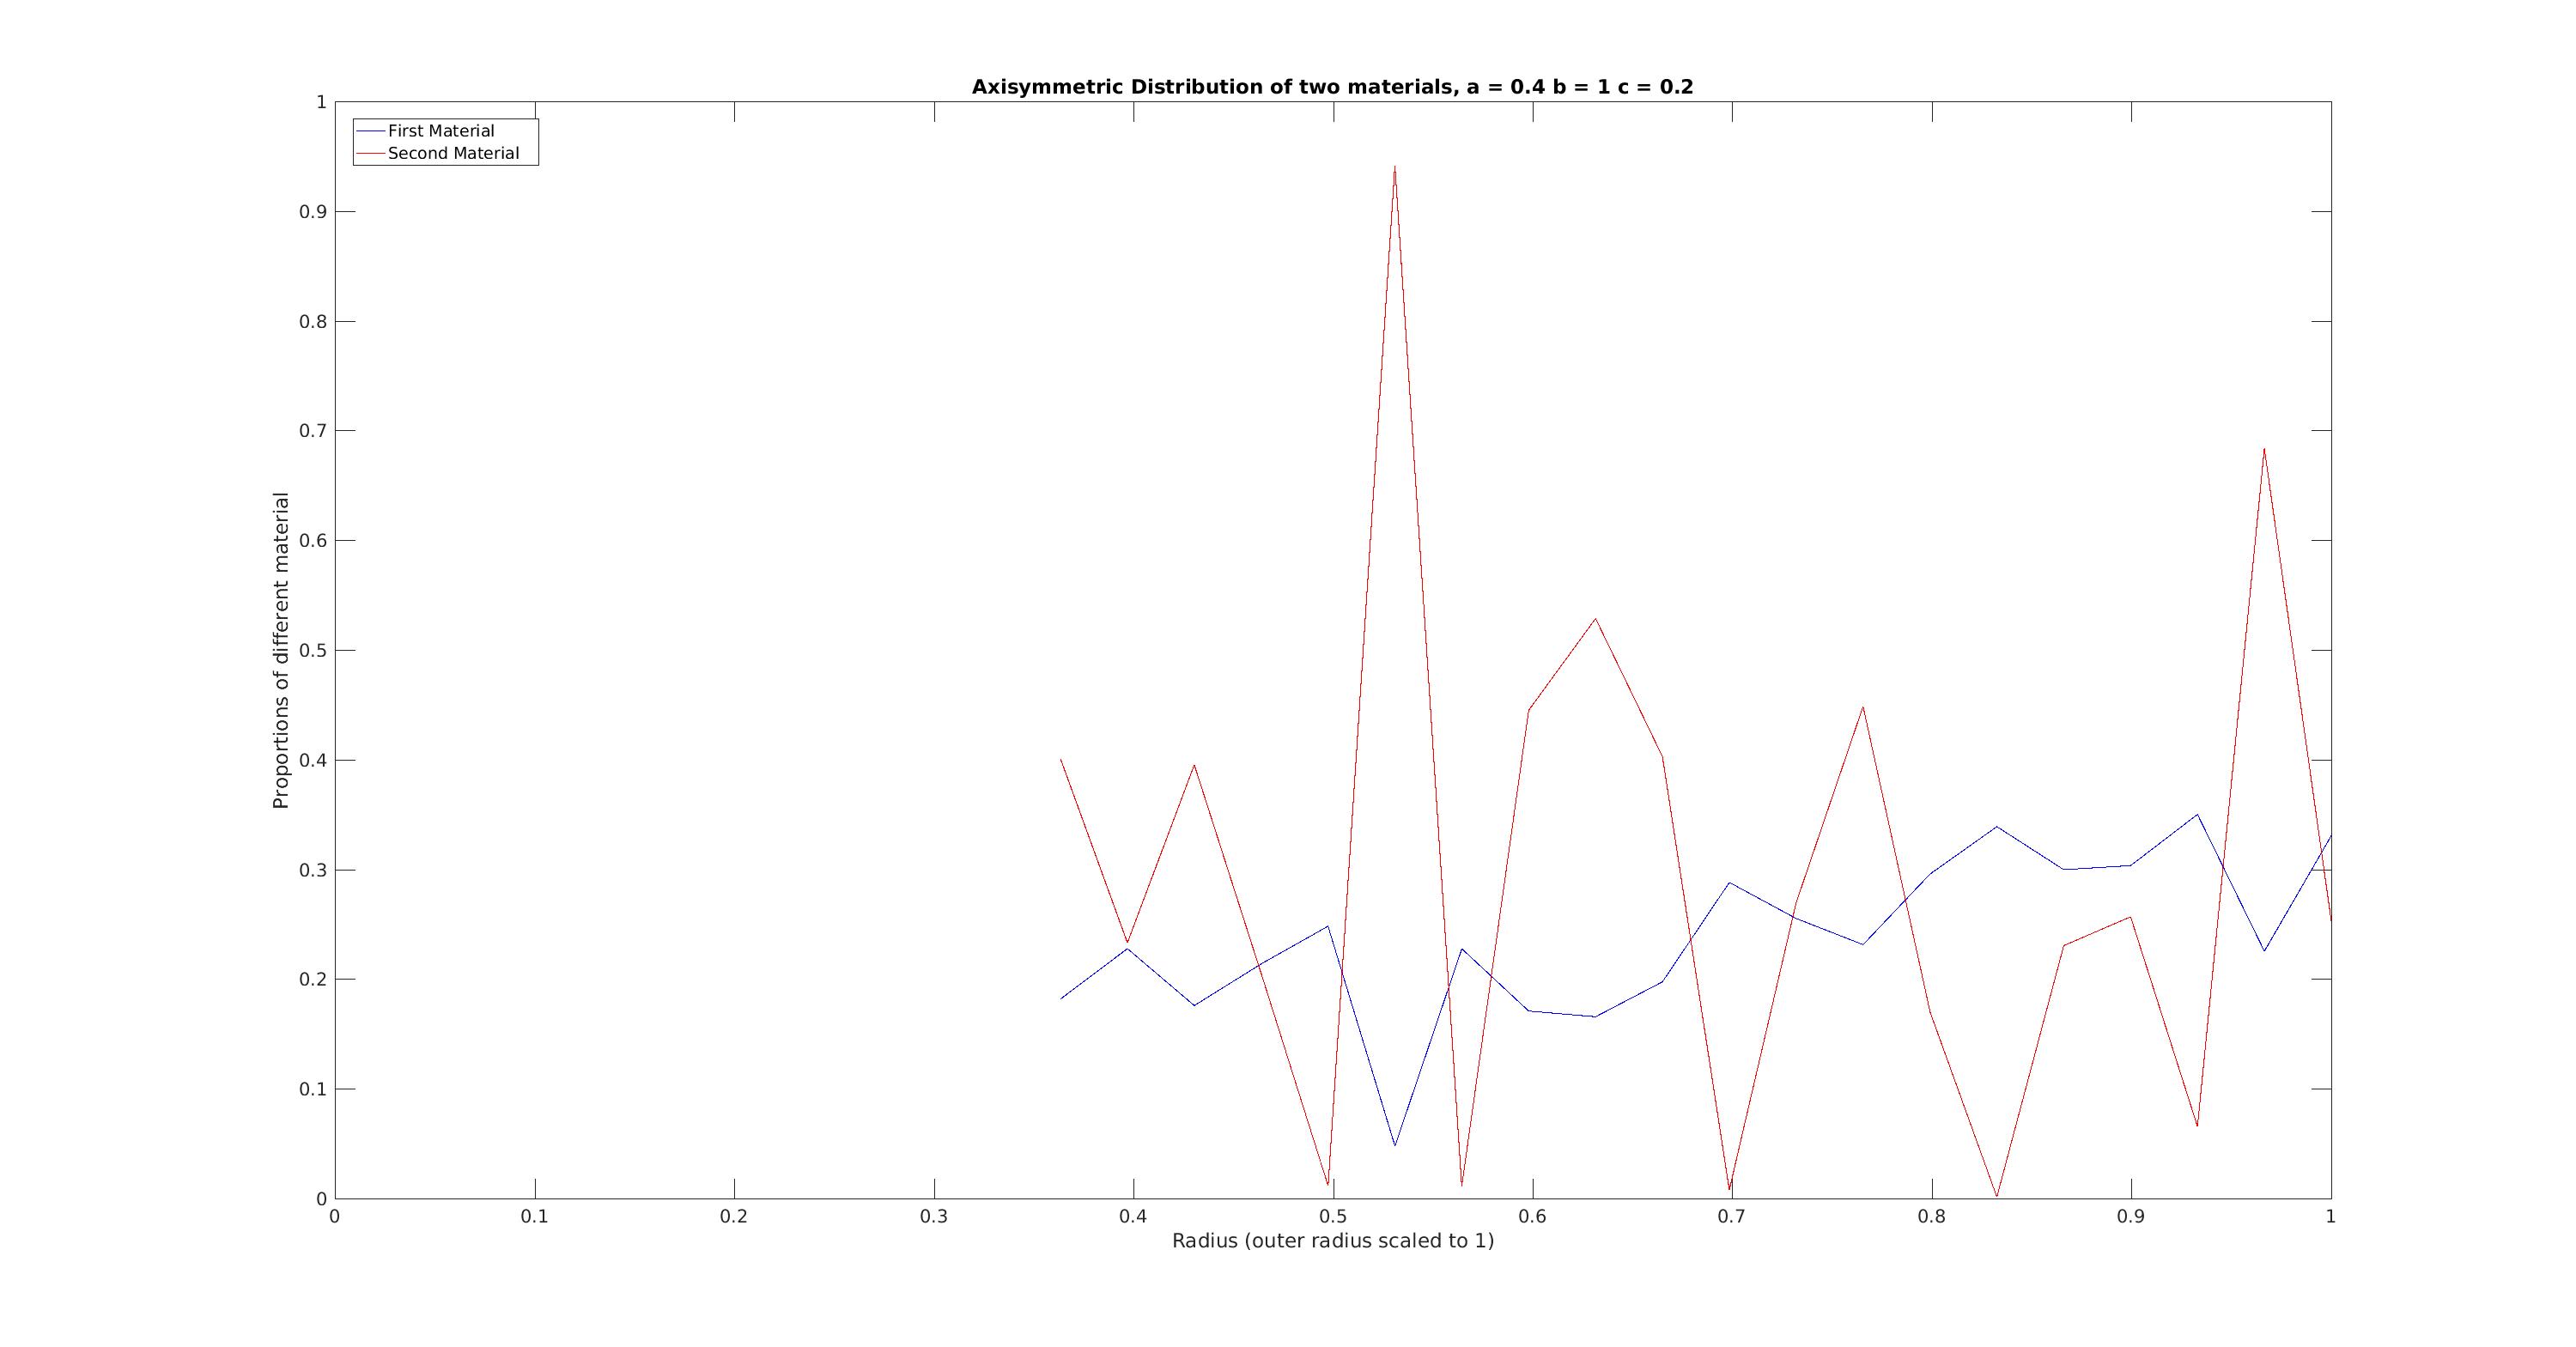 Axisymmetric Distribution of two materials, a = 0.4 b = 1 c = 0.2
First Material
Second Material
Proportions of different material
1
0.9
0.8
0.7
0.6
0.5
0.4
0.3
0.2
0.1
0
0 0.1 0.2 0.3 0.4 0.5 0.6 0.7 0.8 0.9 1
Radius (outer radius scaled to 1)